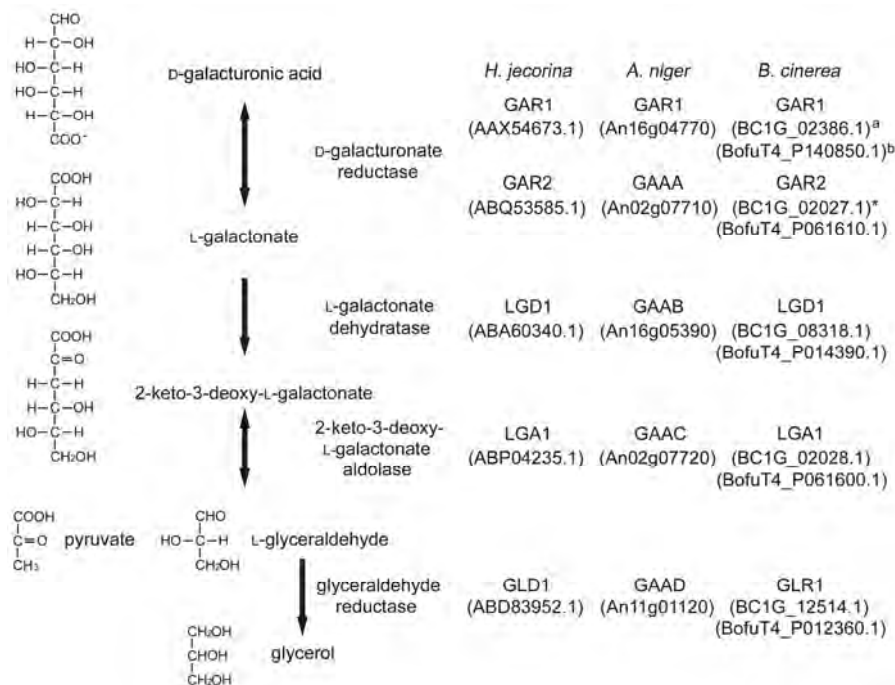 CHO
H–C–OH
HO–C–H
HO–C–H
H–C–OH
COO⁻
D-galacturonic acid
H. jecorina A. niger B. cinerea
GAR1 GAR1 GAR1
(AAX54673.1) (An16g04770) (BC1G_02386.1)ᵃ
(BofuT4_P140850.1)ᵇ
D-galacturonate
reductase
GAR2 GAAA GAR2
(ABQ53585.1) (An02g07710) (BC1G_02027.1)*
(BofuT4_P061610.1)
COOH
HO–C–H
H–C–OH
H–C–OH
HO–C–H
CH₂OH
L-galactonate
L-galactonate
dehydratase
LGD1 GAAB LGD1
(ABA60340.1) (An16g05390) (BC1G_08318.1)
(BofuT4_P014390.1)
COOH
C=O
H–C–H
H–C–OH
HO–C–H
CH₂OH
2-keto-3-deoxy-L-galactonate
2-keto-3-deoxy-
L-galactonate
aldolase
LGA1 GAAC LGA1
(ABP04235.1) (An02g07720) (BC1G_02028.1)
(BofuT4_P061600.1)
COOH
C=O
CH₃
pyruvate
CHO
HO–C–H
CH₂OH
L-glyceraldehyde
glyceraldehyde
reductase
GLD1 GAAD GLR1
(ABD83952.1) (An11g01120) (BC1G_12514.1)
(BofuT4_P012360.1)
CH₂OH
CHOH
CH₂OH
glycerol